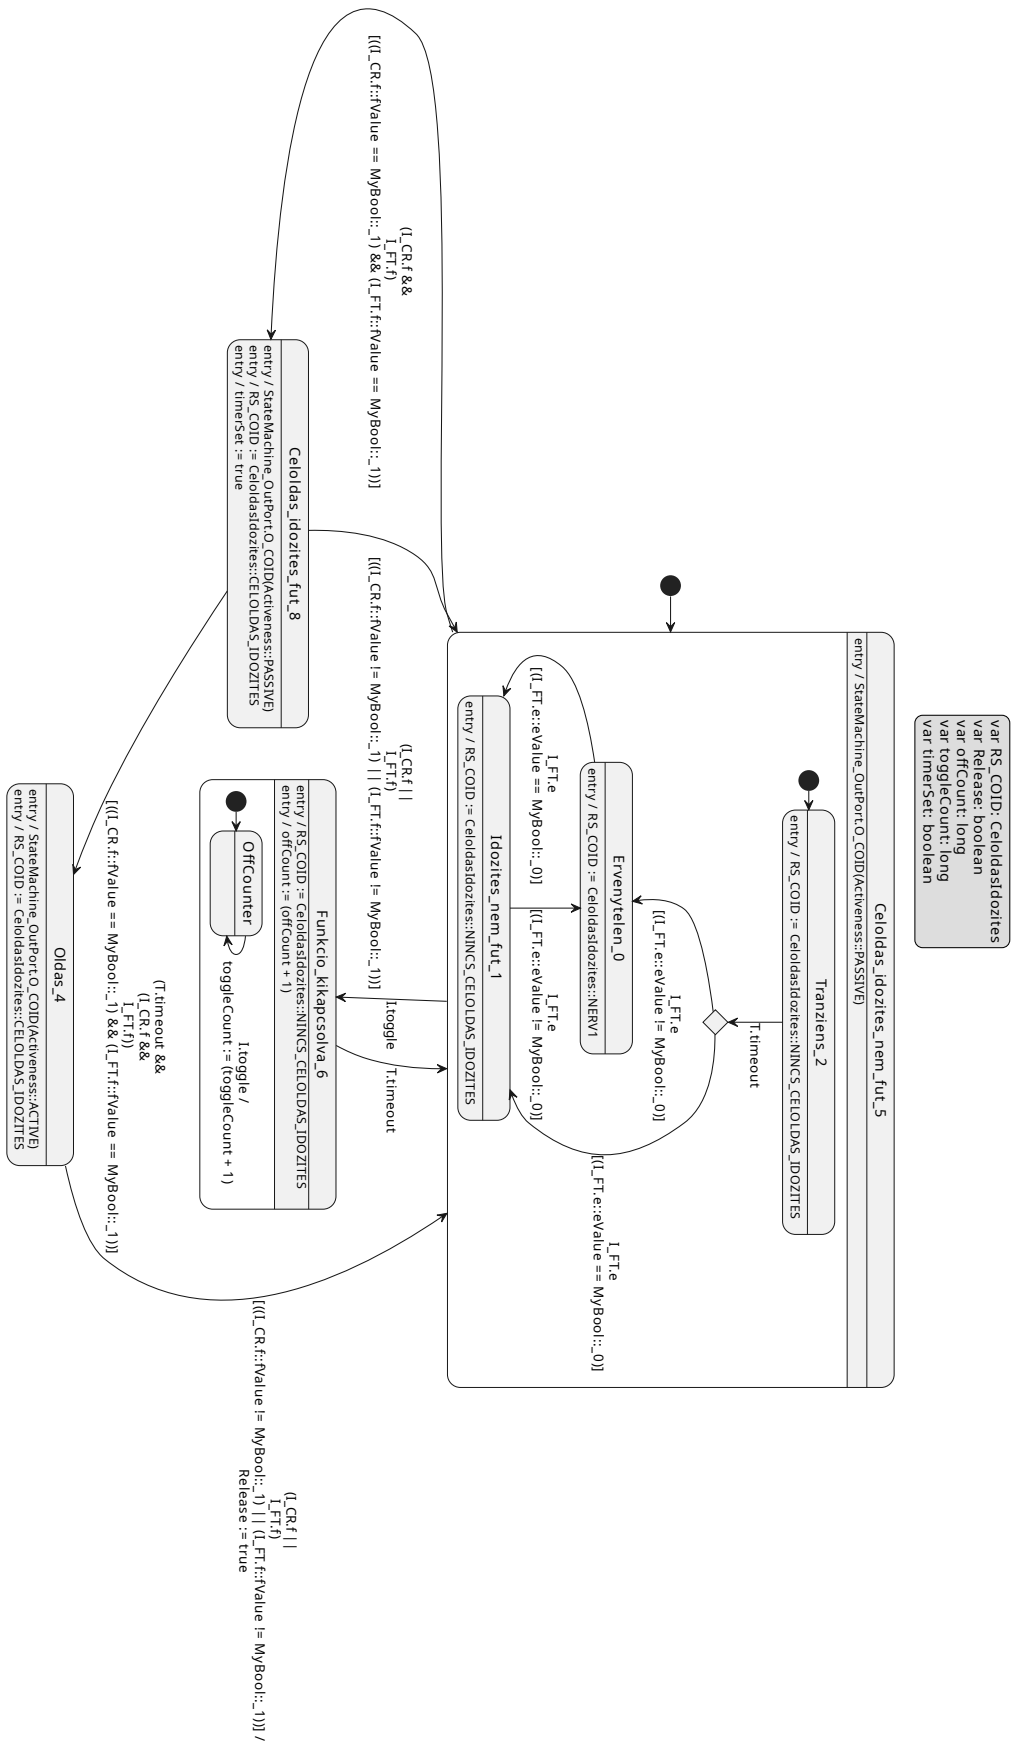 var RS_COID: CeloldasIdozites
var Release: boolean
var offCount: long
var toggleCount: long
var timerSet: boolean
Celoldas_idozites_nem_fut_5
entry / StateMachine_OutPort.O_COID(Activeness::PASSIVE)
Tranziens_2
entry / RS_COID := CeloldasIdozites::NINCS_CELOLDAS_IDOZITES
T.timeout
I_FT.e
[(I_FT.e::eValue != MyBool::_0)]
I_FT.e
[(I_FT.e::eValue == MyBool::_0)]
Ervenytelen_0
entry / RS_COID := CeloldasIdozites::NERV1
I_FT.e
[(I_FT.e::eValue == MyBool::_0)]
I_FT.e
[(I_FT.e::eValue != MyBool::_0)]
Idozites_nem_fut_1
entry / RS_COID := CeloldasIdozites::NINCS_CELOLDAS_IDOZITES
(I_CR.f &&
I_FT.f)
[((I_CR.f::fValue == MyBool::_1) && (I_FT.f::fValue == MyBool::_1))]
(I_CR.f ||
I_FT.f)
[((I_CR.f::fValue != MyBool::_1) || (I_FT.f::fValue != MyBool::_1))]
I.toggle
T.timeout
Celoldas_idozites_fut_8
entry / StateMachine_OutPort.O_COID(Activeness::PASSIVE)
entry / RS_COID := CeloldasIdozites::CELOLDAS_IDOZITES
entry / timerSet := true
Funkcio_kikapcsolva_6
entry / RS_COID := CeloldasIdozites::NINCS_CELOLDAS_IDOZITES
entry / offCount := (offCount + 1)
OffCounter
I.toggle /
toggleCount := (toggleCount + 1)
(I_CR.f ||
I_FT.f)
[((I_CR.f::fValue != MyBool::_1) || (I_FT.f::fValue != MyBool::_1))] /
Release := true
(T.timeout &&
(I_CR.f &&
I_FT.f))
[((I_CR.f::fValue == MyBool::_1) && (I_FT.f::fValue == MyBool::_1))]
Oldas_4
entry / StateMachine_OutPort.O_COID(Activeness::ACTIVE)
entry / RS_COID := CeloldasIdozites::CELOLDAS_IDOZITES